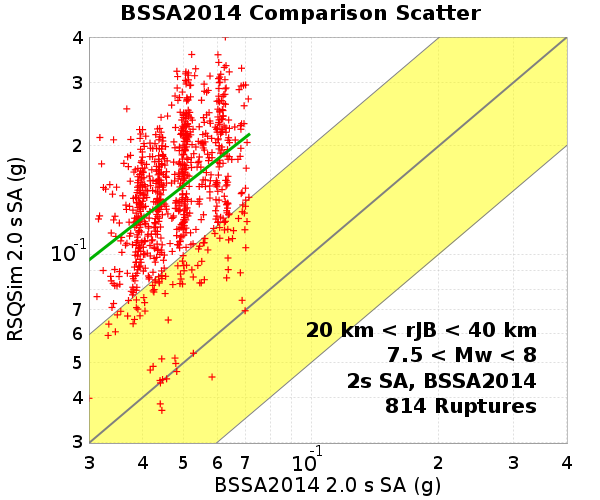 BSSA2014 Comparison Scatter
RSQSim 2.0 s SA (g)
4
3
2
10⁻¹
7
6
5
4
3
20 km < rJB < 40 km
7.5 < Mw < 8
2s SA, BSSA2014
814 Ruptures
3 4 5 6 7 10⁻¹ 2 3 4
BSSA2014 2.0 s SA (g)